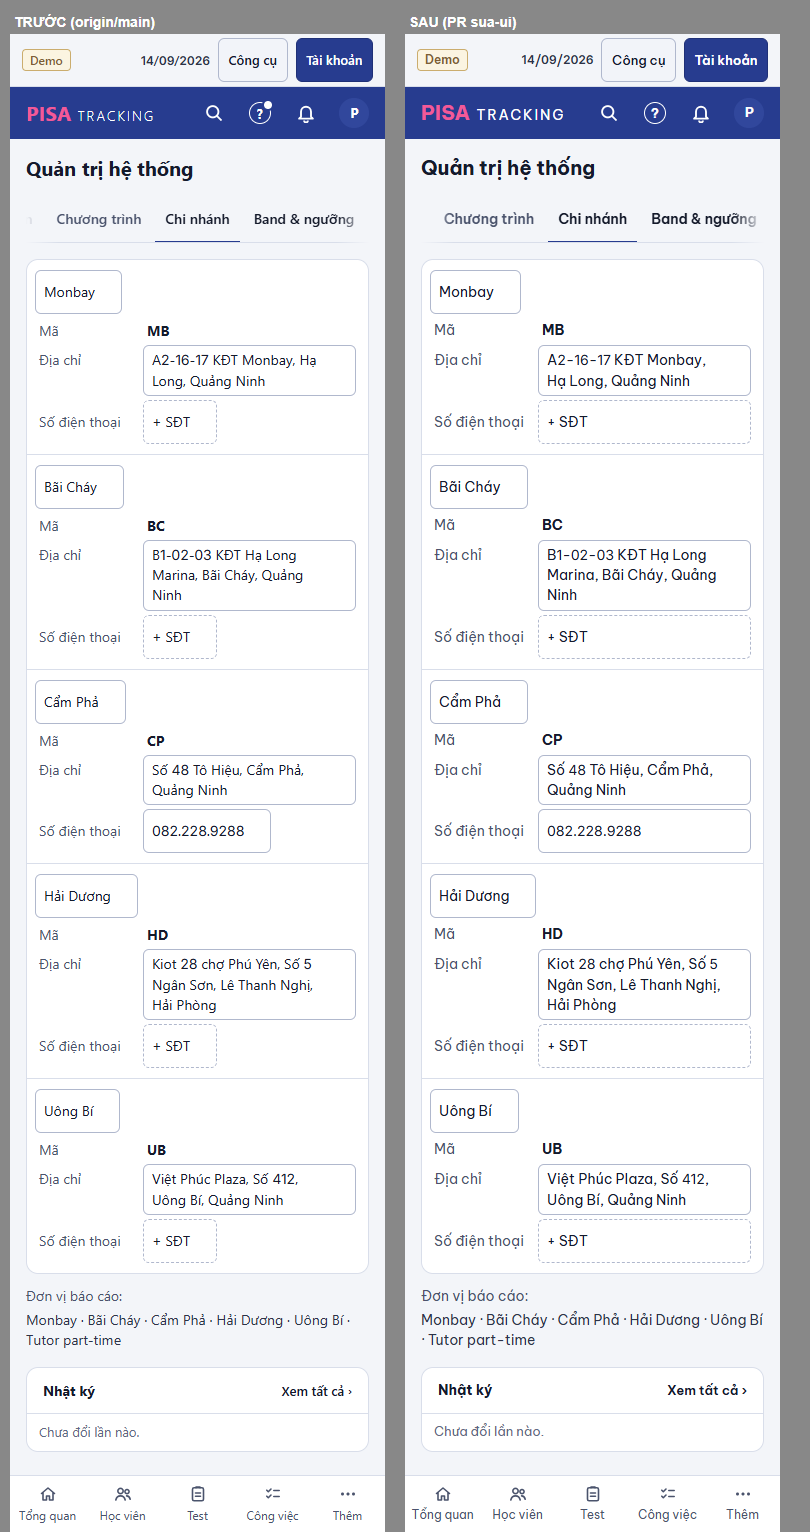 TRƯỚC (origin/main)
Demo
14/09/2026
Công cụ
Tài khoản
PISA TRACKING
?
P
Quản trị hệ thống
Chương trình
Chi nhánh
Band & ngưỡng
Monbay
Mã
MB
Địa chỉ
A2-16-17 KĐT Monbay, Hạ
Long, Quảng Ninh
Số điện thoại
+ SĐT
Bãi Cháy
Mã
BC
Địa chỉ
B1-02-03 KĐT Hạ Long
Marina, Bãi Cháy, Quảng
Ninh
Số điện thoại
+ SĐT
Cẩm Phả
Mã
CP
Địa chỉ
Số 48 Tô Hiệu, Cẩm Phả,
Quảng Ninh
Số điện thoại
082.228.9288
Hải Dương
Mã
HD
Địa chỉ
Kiot 28 chợ Phú Yên, Số 5
Ngân Sơn, Lê Thanh Nghị,
Hải Phòng
Số điện thoại
+ SĐT
Uông Bí
Mã
UB
Địa chỉ
Việt Phúc Plaza, Số 412,
Uông Bí, Quảng Ninh
Số điện thoại
+ SĐT
Đơn vị báo cáo:
Monbay · Bãi Cháy · Cẩm Phả · Hải Dương · Uông Bí ·
Tutor part-time
Nhật ký
Xem tất cả ›
Chưa đổi lần nào.
Tổng quan
Học viên
Test
Công việc
Thêm
SAU (PR sua-ui)
Demo
14/09/2026
Công cụ
Tài khoản
PISA TRACKING
?
P
Quản trị hệ thống
Chương trình
Chi nhánh
Band & ngưỡng
Monbay
Mã
MB
Địa chỉ
A2-16-17 KĐT Monbay,
Hạ Long, Quảng Ninh
Số điện thoại
+ SĐT
Bãi Cháy
Mã
BC
Địa chỉ
B1-02-03 KĐT Hạ Long
Marina, Bãi Cháy, Quảng
Ninh
Số điện thoại
+ SĐT
Cẩm Phả
Mã
CP
Địa chỉ
Số 48 Tô Hiệu, Cẩm Phả,
Quảng Ninh
Số điện thoại
082.228.9288
Hải Dương
Mã
HD
Địa chỉ
Kiot 28 chợ Phú Yên, Số 5
Ngân Sơn, Lê Thanh Nghị,
Hải Phòng
Số điện thoại
+ SĐT
Uông Bí
Mã
UB
Địa chỉ
Việt Phúc Plaza, Số 412,
Uông Bí, Quảng Ninh
Số điện thoại
+ SĐT
Đơn vị báo cáo:
Monbay · Bãi Cháy · Cẩm Phả · Hải Dương · Uông Bí
· Tutor part-time
Nhật ký
Xem tất cả ›
Chưa đổi lần nào.
Tổng quan
Học viên
Test
Công việc
Thêm